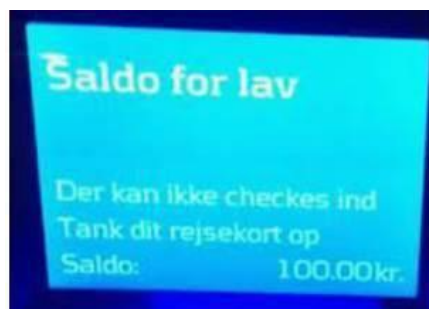 Saldo for lav
Der kan ikke checkes ind
Tank dit rejsekort op
Saldo: 100.00kr.